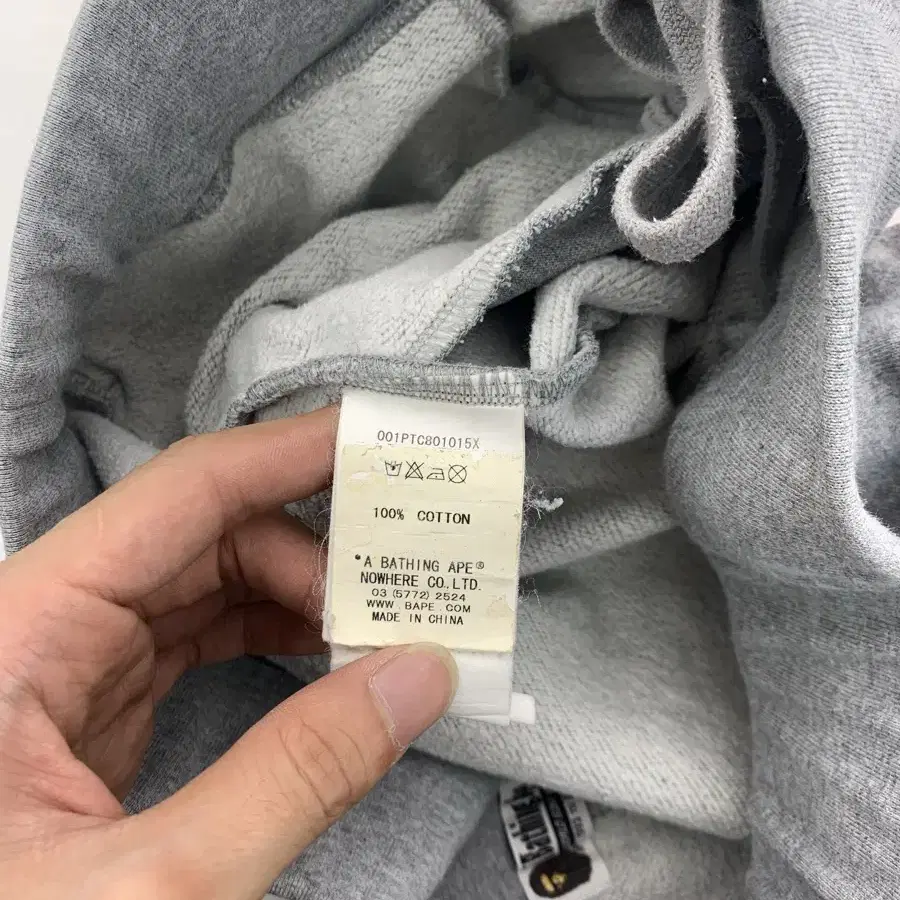 001PTC801015X
100% COTTON
"A BATHING APE®
NOWHERE CO.,LTD.
03 (5772) 2524
WWW.BAPE.COM
MADE IN CHINA